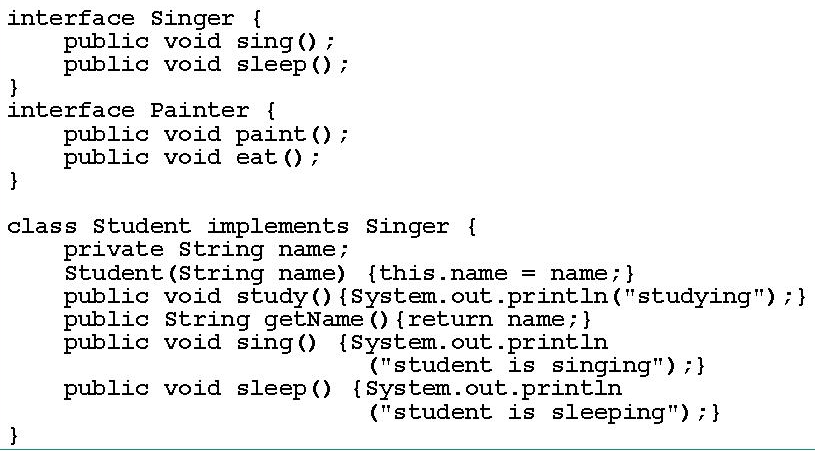 interface Singer {
    public void sing();
    public void sleep();
}
interface Painter {
    public void paint();
    public void eat();
}

class Student implements Singer {
    private String name;
    Student(String name) {this.name = name;}
    public void study(){System.out.println("studying");}
    public String getName(){return name;}
    public void sing() {System.out.println
                         ("student is singing");}
    public void sleep() {System.out.println
                         ("student is sleeping");}
}